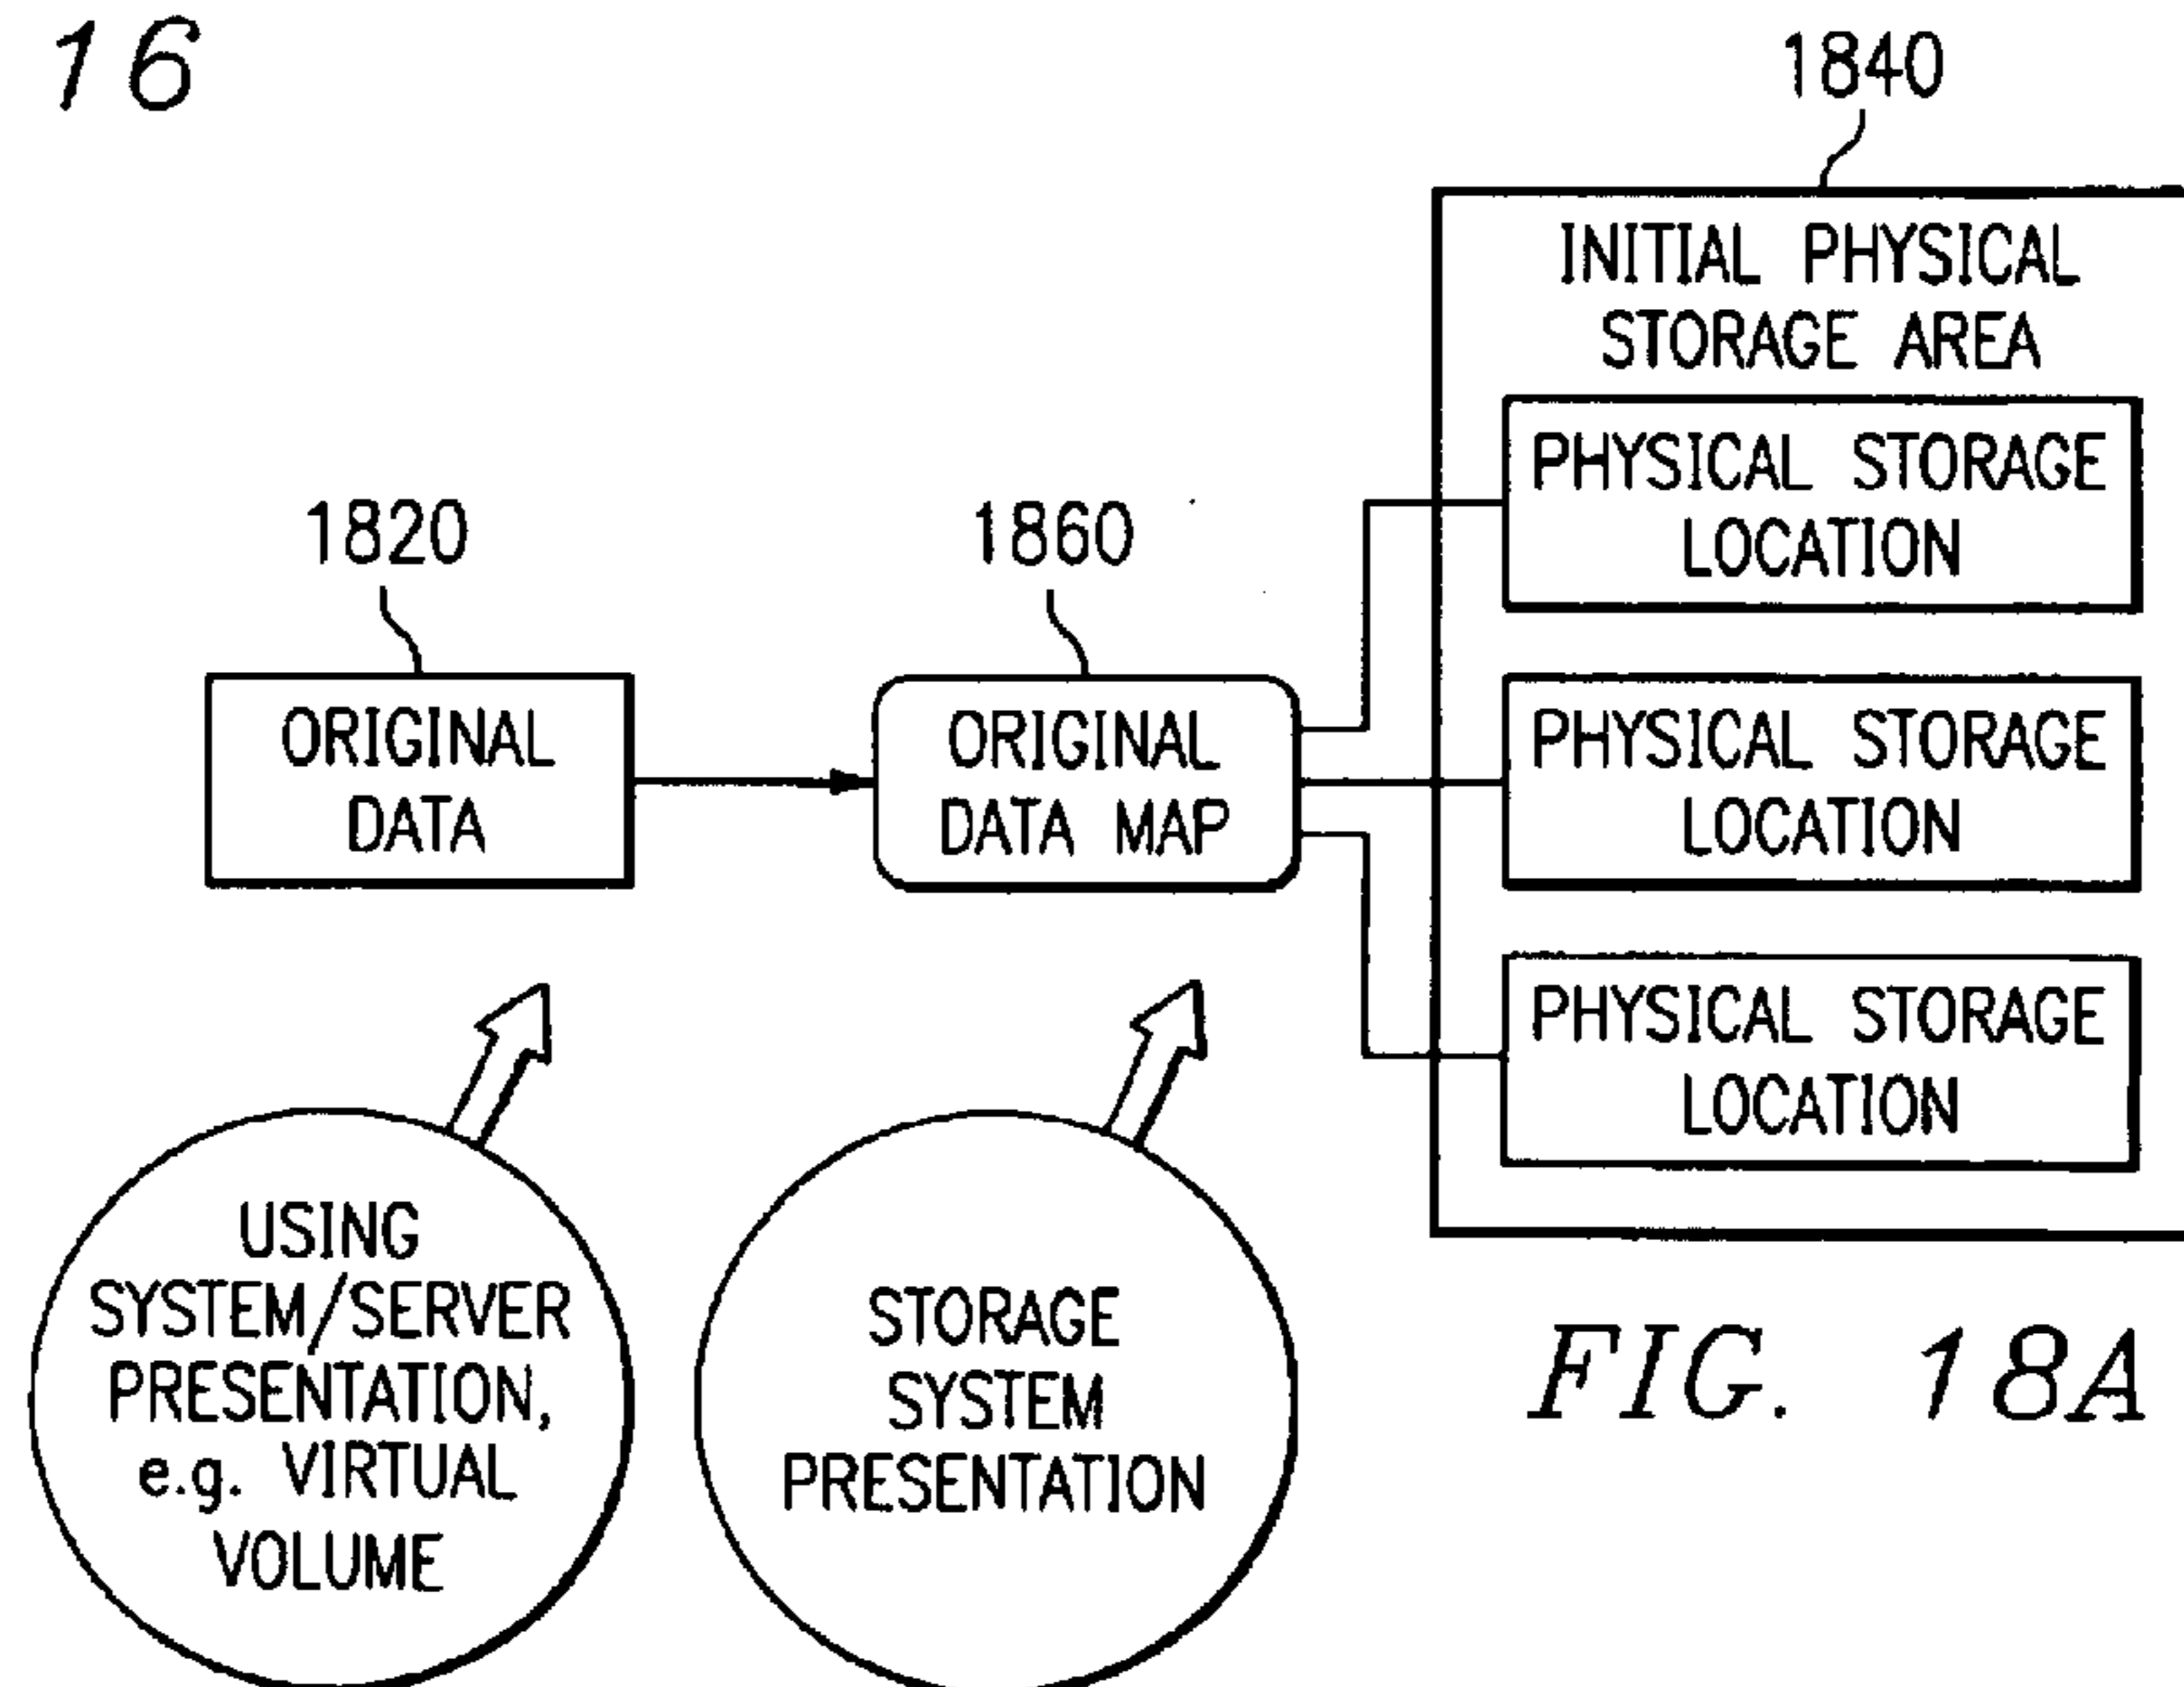 16
1840
INITIAL PHYSICAL
STORAGE AREA
PHYSICAL STORAGE
LOCATION
1820
1860
ORIGINAL
DATA
ORIGINAL
DATA MAP
PHYSICAL STORAGE
LOCATION
PHYSICAL STORAGE
LOCATION
USING
SYSTEM/SERVER
PRESENTATION,
e.g. VIRTUAL
VOLUME
STORAGE
SYSTEM
PRESENTATION
FIG. 18A